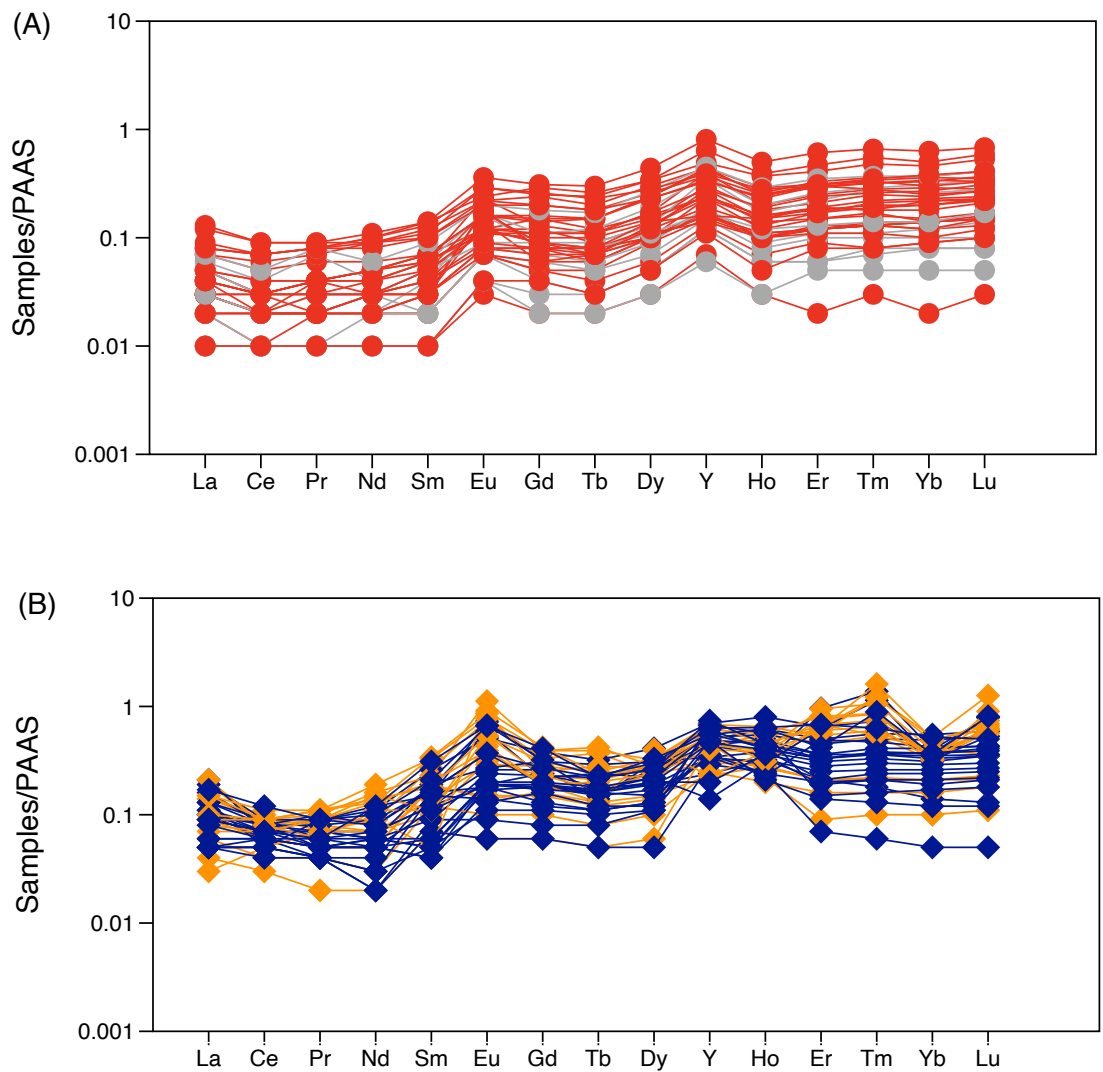 (A)
10
1
0.1
0.01
0.001
Samples/PAAS
La Ce Pr Nd Sm Eu Gd Tb Dy Y Ho Er Tm Yb Lu
(B)
10
1
0.1
0.01
0.001
Samples/PAAS
La Ce Pr Nd Sm Eu Gd Tb Dy Y Ho Er Tm Yb Lu